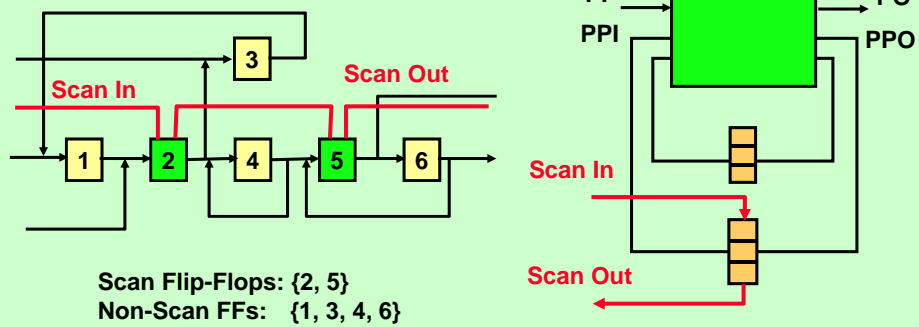 PPI
PPO
3
Scan In
Scan Out
1
2
4
5
6
Scan In
Scan Out
Scan Flip-Flops: {2, 5}
Non-Scan FFs: {1, 3, 4, 6}